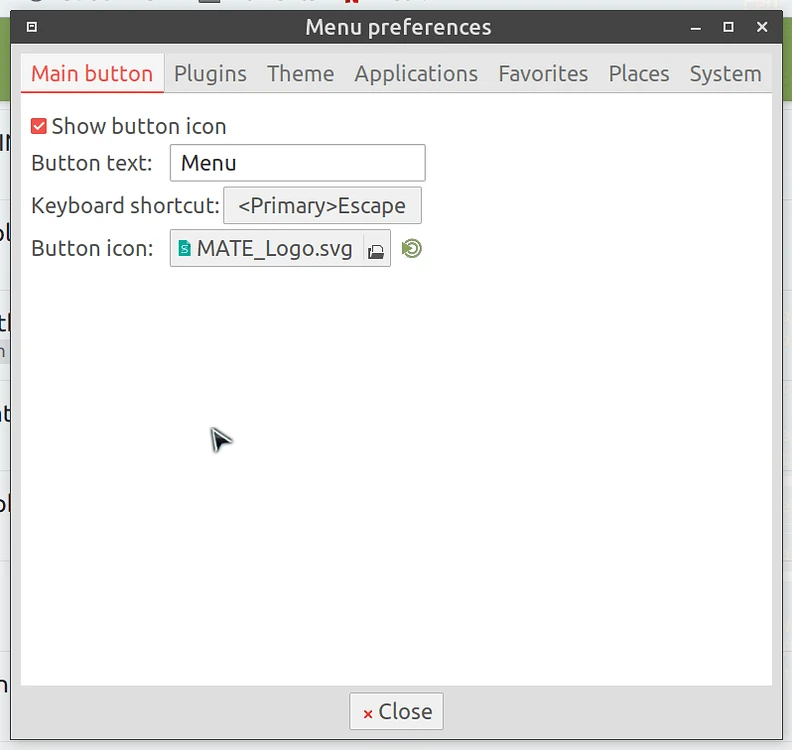 Menu preferences
Main button Plugins Theme Applications Favorites Places System
Show button icon
Button text: Menu
Keyboard shortcut: <Primary>Escape
Button icon: MATE_Logo.svg
Close